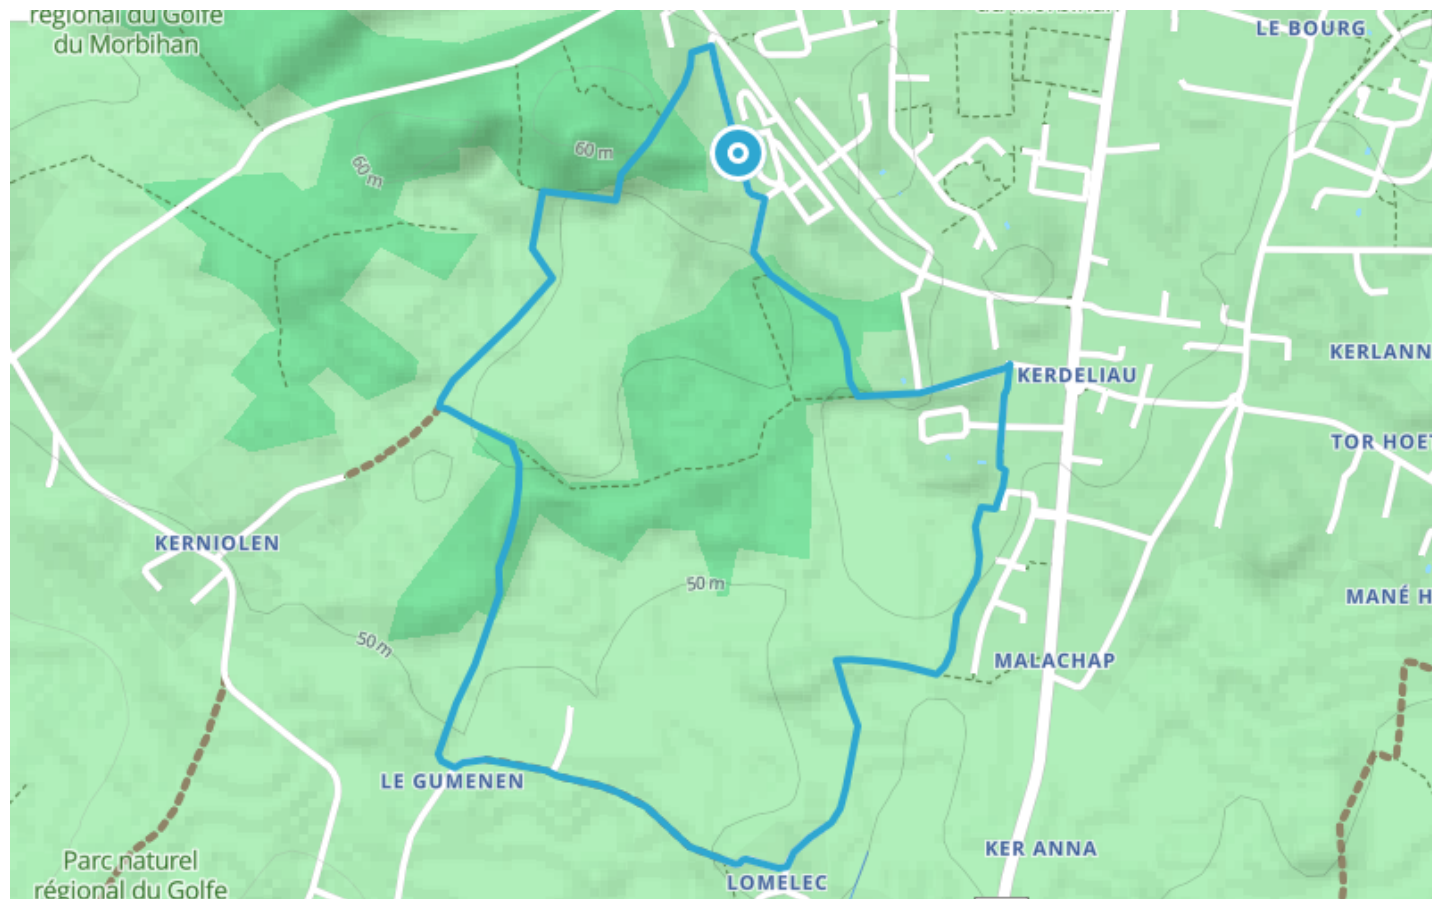 régional du Golfe
du Morbihan
LE BOURG
60 m
60 m
KERLANN
KERDELIAU
TOR HOET
KERNIOLEN
50 m
MANÉ H
50 m
MALACHAP
LE GUMENEN
KER ANNA
Parc naturel
régional du Golfe
LOMELEC